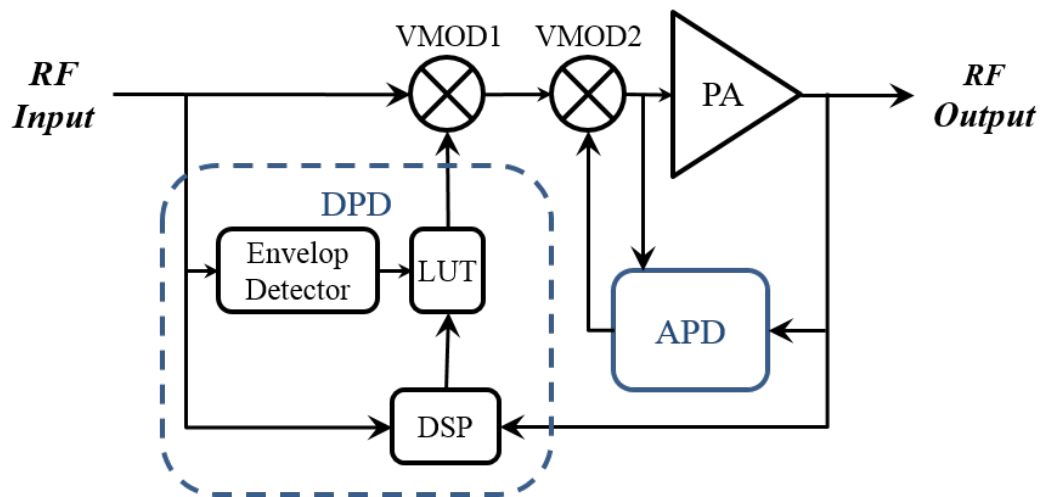 VMOD1
VMOD2
RF
Input
PA
RF
Output
DPD
Envelop
Detector
LUT
APD
DSP